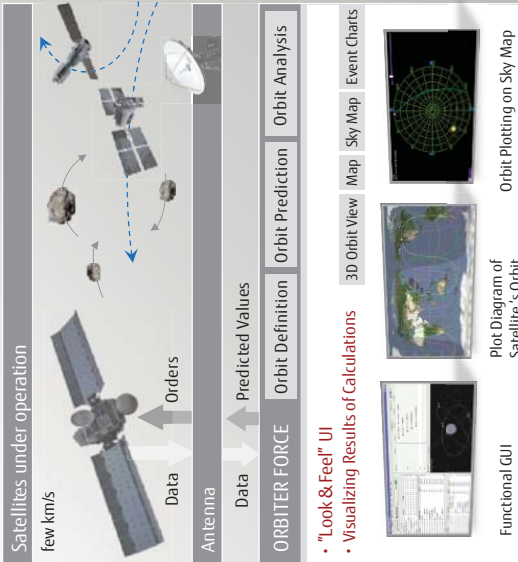 Satellites under operation
few km/s
Data
Orders
Antenna
Data
Predicted Values
ORBITER FORCE
Orbit Definition
Orbit Prediction
Orbit Analysis
• "Look & Feel" UI
• Visualizing Results of Calculations
3D Orbit View
Map
Sky Map
Event Charts
Functional GUI
Plot Diagram of
Satellite 's Orbit
Orbit Plotting on Sky Map